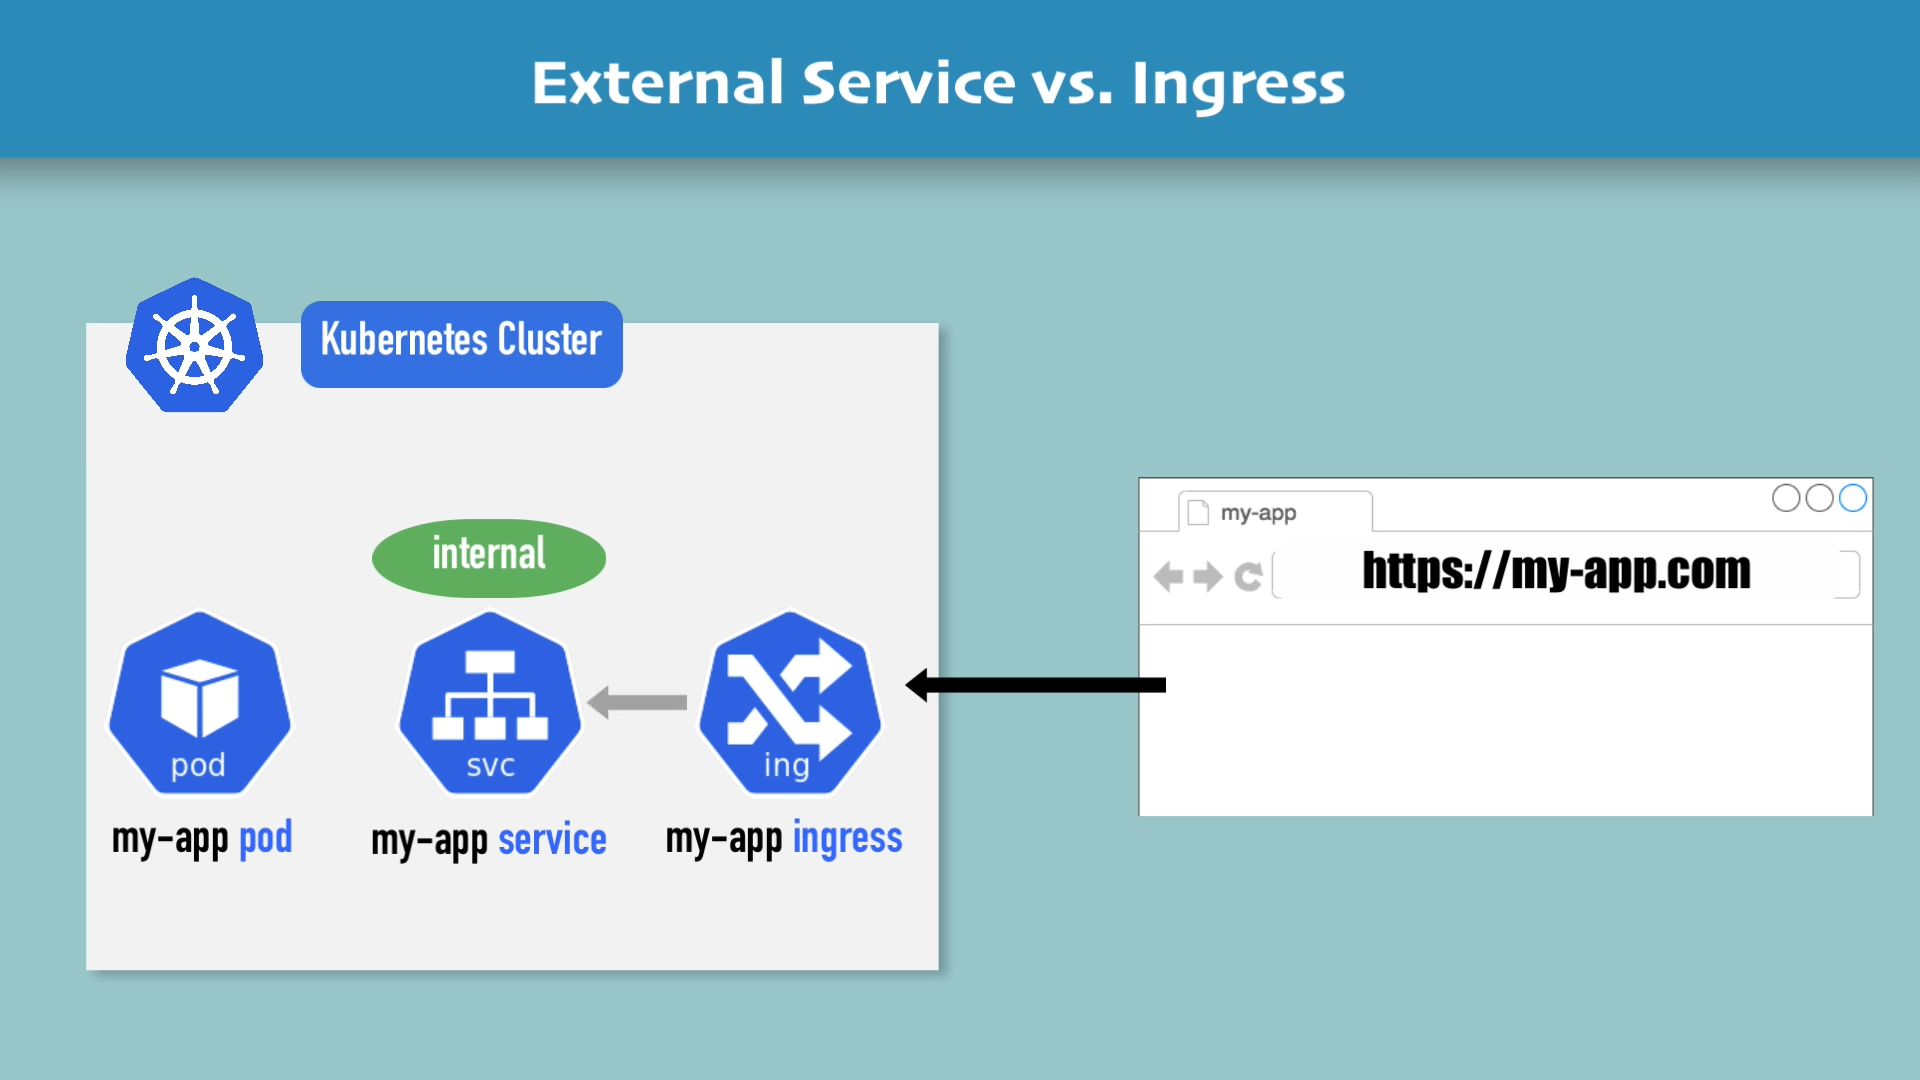 External Service vs. Ingress
Kubernetes Cluster
internal
pod
svc
ing
my-app pod
my-app service
my-app ingress
my-app
https://my-app.com